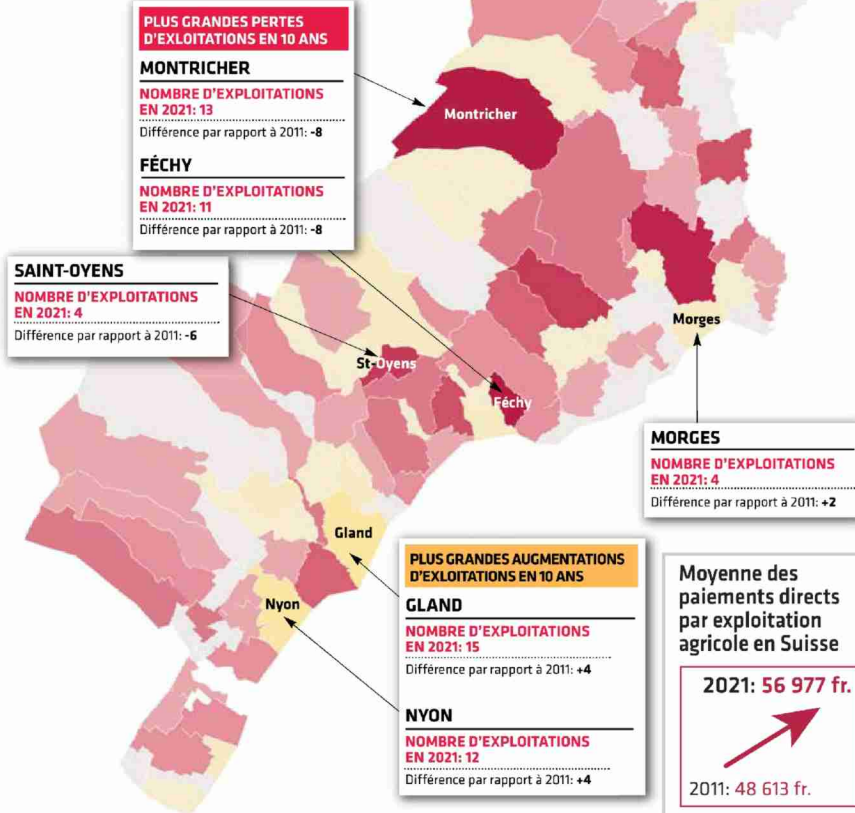 PLUS GRANDES PERTES
D'EXLOITATIONS EN 10 ANS
MONTRICHER
NOMBRE D'EXPLOITATIONS
EN 2021: 13
Différence par rapport à 2011: -8
FÉCHY
NOMBRE D'EXPLOITATIONS
EN 2021: 11
Différence par rapport à 2011: -8
SAINT-OYENS
NOMBRE D'EXPLOITATIONS
EN 2021: 4
Différence par rapport à 2011: -6
Montricher
St-Oyens
Féchy
Morges
Gland
Nyon
MORGES
NOMBRE D'EXPLOITATIONS
EN 2021: 4
Différence par rapport à 2011: +2
PLUS GRANDES AUGMENTATIONS
D'EXLOITATIONS EN 10 ANS
GLAND
NOMBRE D'EXPLOITATIONS
EN 2021: 15
Différence par rapport à 2011: +4
NYON
NOMBRE D'EXPLOITATIONS
EN 2021: 12
Différence par rapport à 2011: +4
Moyenne des
paiements directs
par exploitation
agricole en Suisse
2021: 56 977 fr.
2011: 48 613 fr.